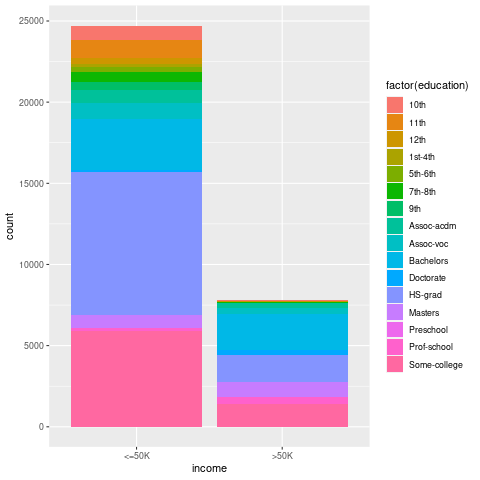 25000
20000
15000
10000
5000
0
count
<=50K
>50K
income
factor(education)
10th
11th
12th
1st-4th
5th-6th
7th-8th
9th
Assoc-acdm
Assoc-voc
Bachelors
Doctorate
HS-grad
Masters
Preschool
Prof-school
Some-college